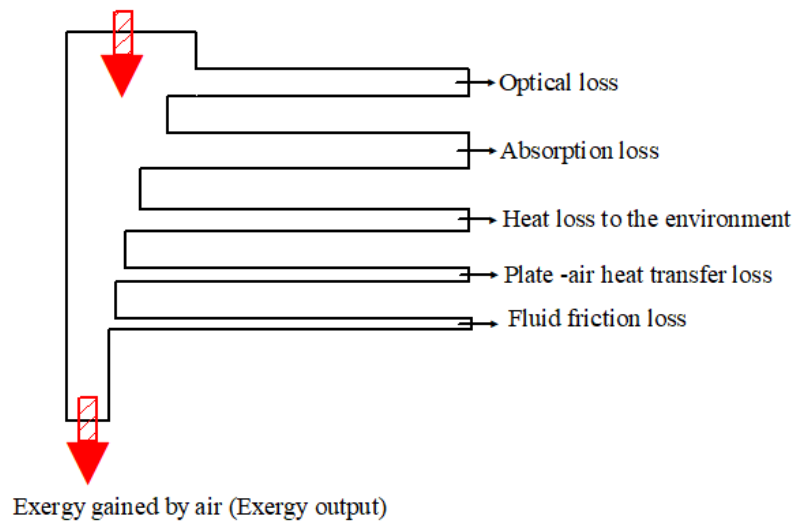 Optical loss
Absorption loss
Heat loss to the environment
Plate -air heat transfer loss
Fluid friction loss
Exergy gained by air (Exergy output)